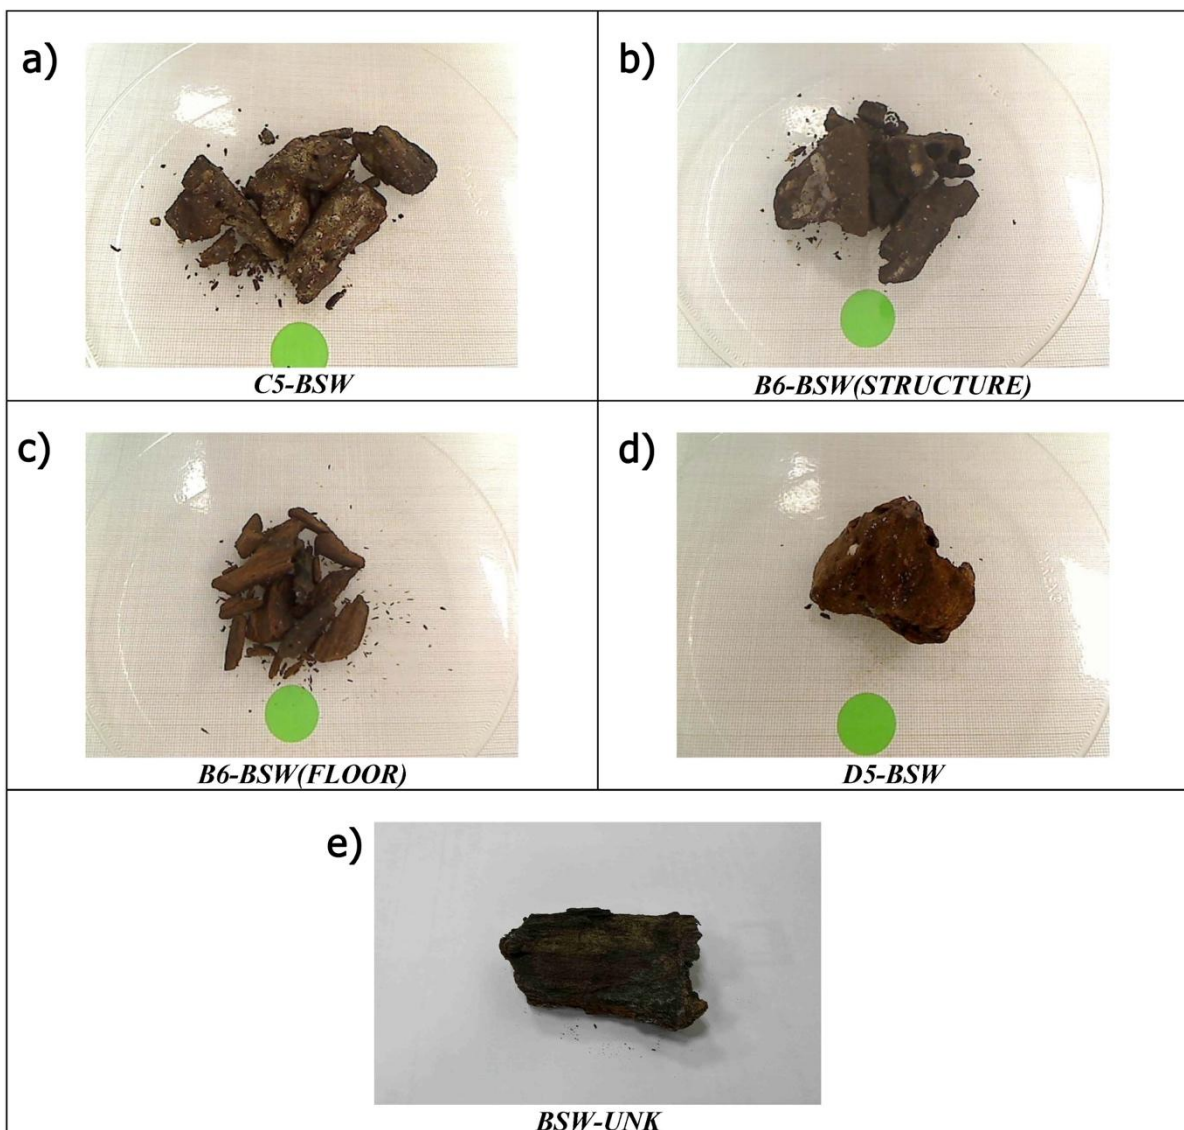 a)
C5-BSW
b)
B6-BSW(STRUCTURE)
c)
B6-BSW(FLOOR)
d)
D5-BSW
e)
BSW-UNK